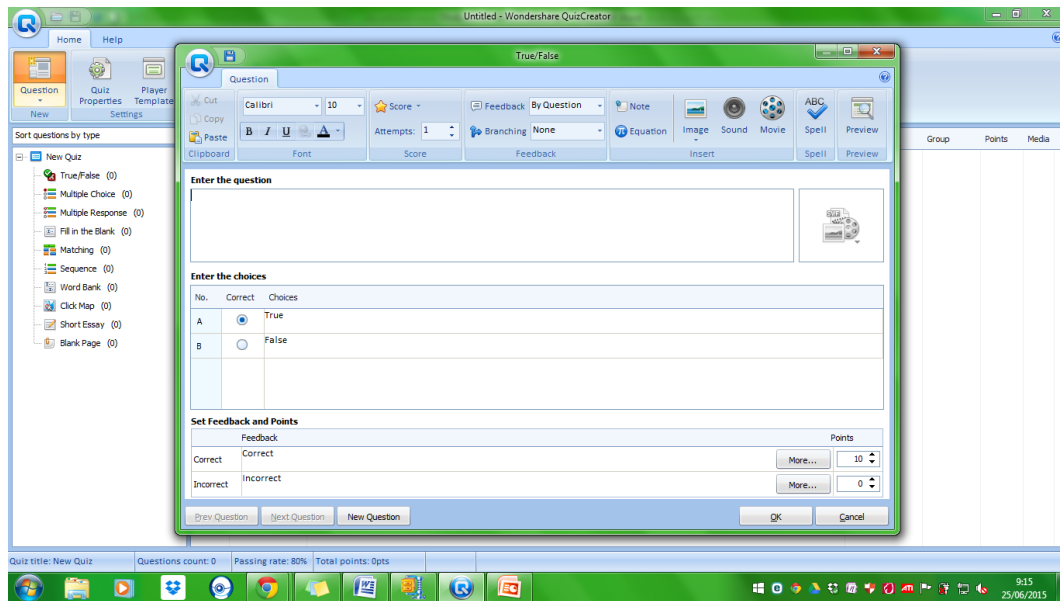 Untitled - Wondershare QuizCreator
Home Help
Question Quiz Properties Player Template
New Settings
Sort questions by type
New Quiz
True/False (0)
Multiple Choice (0)
Multiple Response (0)
Fill in the Blank (0)
Matching (0)
Sequence (0)
Word Bank (0)
Click Map (0)
Short Essay (0)
Blank Page (0)
Group Points Media
True/False
Question
Cut
Copy
Paste
Clipboard
Calibri 10
B I U A
Font
Score
Attempts: 1
Score
Feedback By Question
Branching None
Feedback
Note
Equation
Image Sound Movie
Insert
ABC
Spell
Spell
Preview
Preview
Enter the question
Enter the choices
No. Correct Choices
A True
B False
Set Feedback and Points
Feedback Points
Correct Correct More... 10
Incorrect Incorrect More... 0
Prev Question Next Question New Question OK Cancel
Quiz title: New Quiz Questions count: 0 Passing rate: 80% Total points: 0pts
9:15
25/06/2015